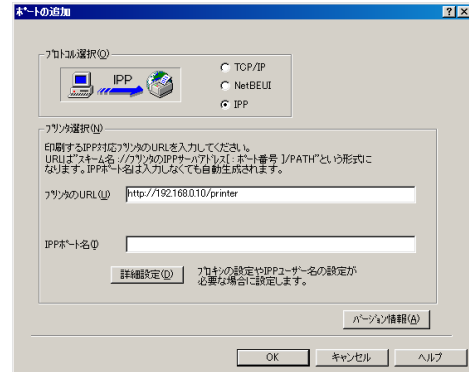 ポートの追加
プロトコル選択(O)
IPP
TCP/IP
NetBEUI
IPP
プリンタ選択(N)
印刷するIPP対応プリンタのURLを入力してください。
URLは"スキーム名://プリンタのIPPサーバアドレス[:ポート番号 ]/PATH"という形式に
なります。IPPポート名は入力しなくても自動生成されます。
プリンタのURL(U)
http://192.168.0.10/printer
IPPポート名(I)
詳細設定(D)
プロキシの設定やIPPユーザー名の設定が
必要な場合に設定します。
バージョン情報(A)
OK
キャンセル
ヘルプ